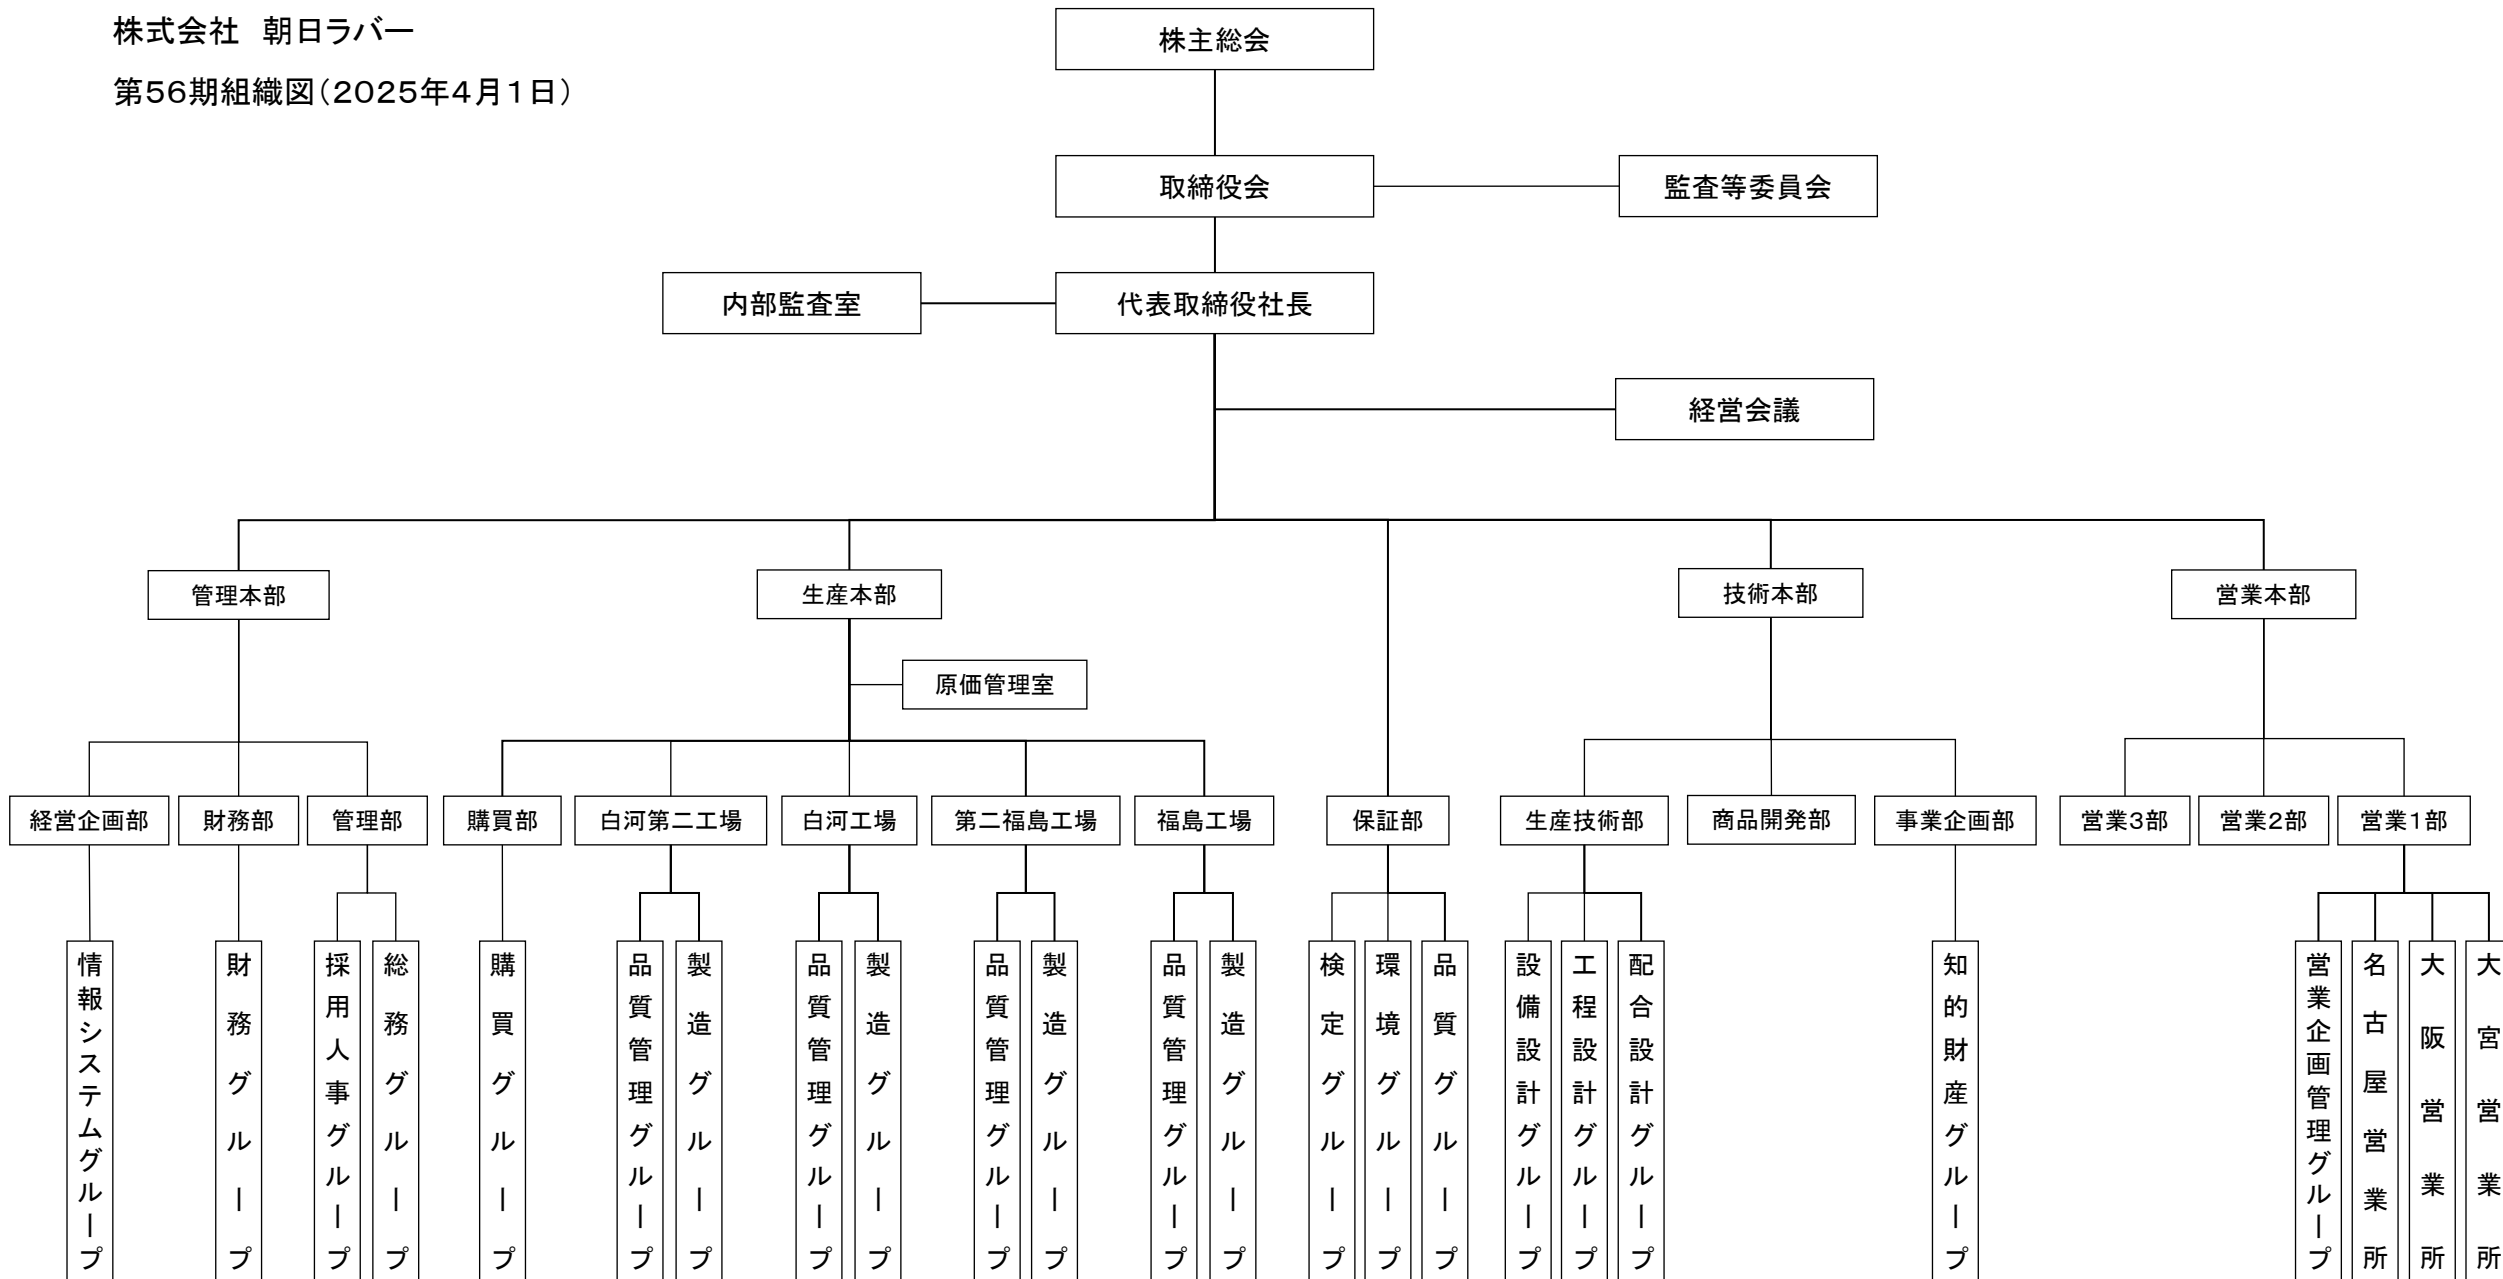 株式会社　朝日ラバー
第56期組織図（2025年4月1日）
株主総会
取締役会
監査等委員会
内部監査室
代表取締役社長
経営会議
管理本部
生産本部
技術本部
営業本部
原価管理室
経営企画部
財務部
管理部
購買部
白河第二工場
白河工場
第二福島工場
福島工場
保証部
生産技術部
商品開発部
事業企画部
営業3部
営業2部
営業1部
情報システムグループ
財務グループ
採用人事グループ
総務グループ
購買グループ
品質管理グループ
製造グループ
品質管理グループ
製造グループ
品質管理グループ
製造グループ
品質管理グループ
製造グループ
検定グループ
環境グループ
品質グループ
設備設計グループ
工程設計グループ
配合設計グループ
知的財産グループ
営業企画管理グループ
名古屋営業所
大阪営業所
大宮営業所